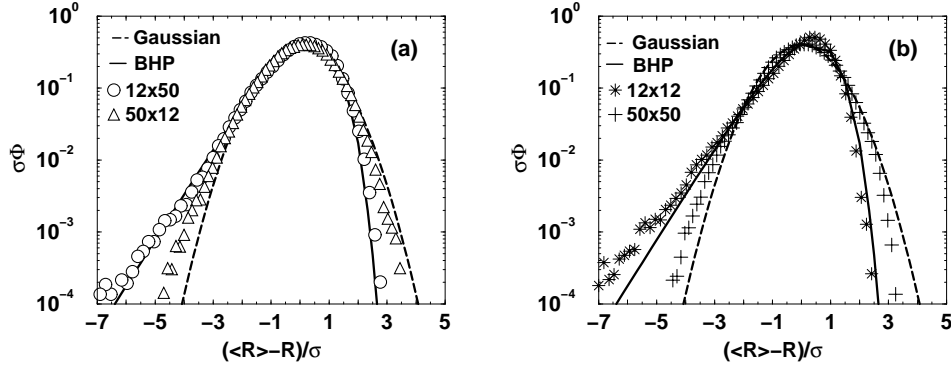 10⁰
10⁻¹
10⁻²
10⁻³
10⁻⁴
σΦ
(a)
Gaussian
BHP
12x50
50x12
−7 −5 −3 −1 1 3 5
(<R>−R)/σ
10⁰
10⁻¹
10⁻²
10⁻³
10⁻⁴
σΦ
(b)
Gaussian
BHP
12x12
50x50
−7 −5 −3 −1 1 3 5
(<R>−R)/σ